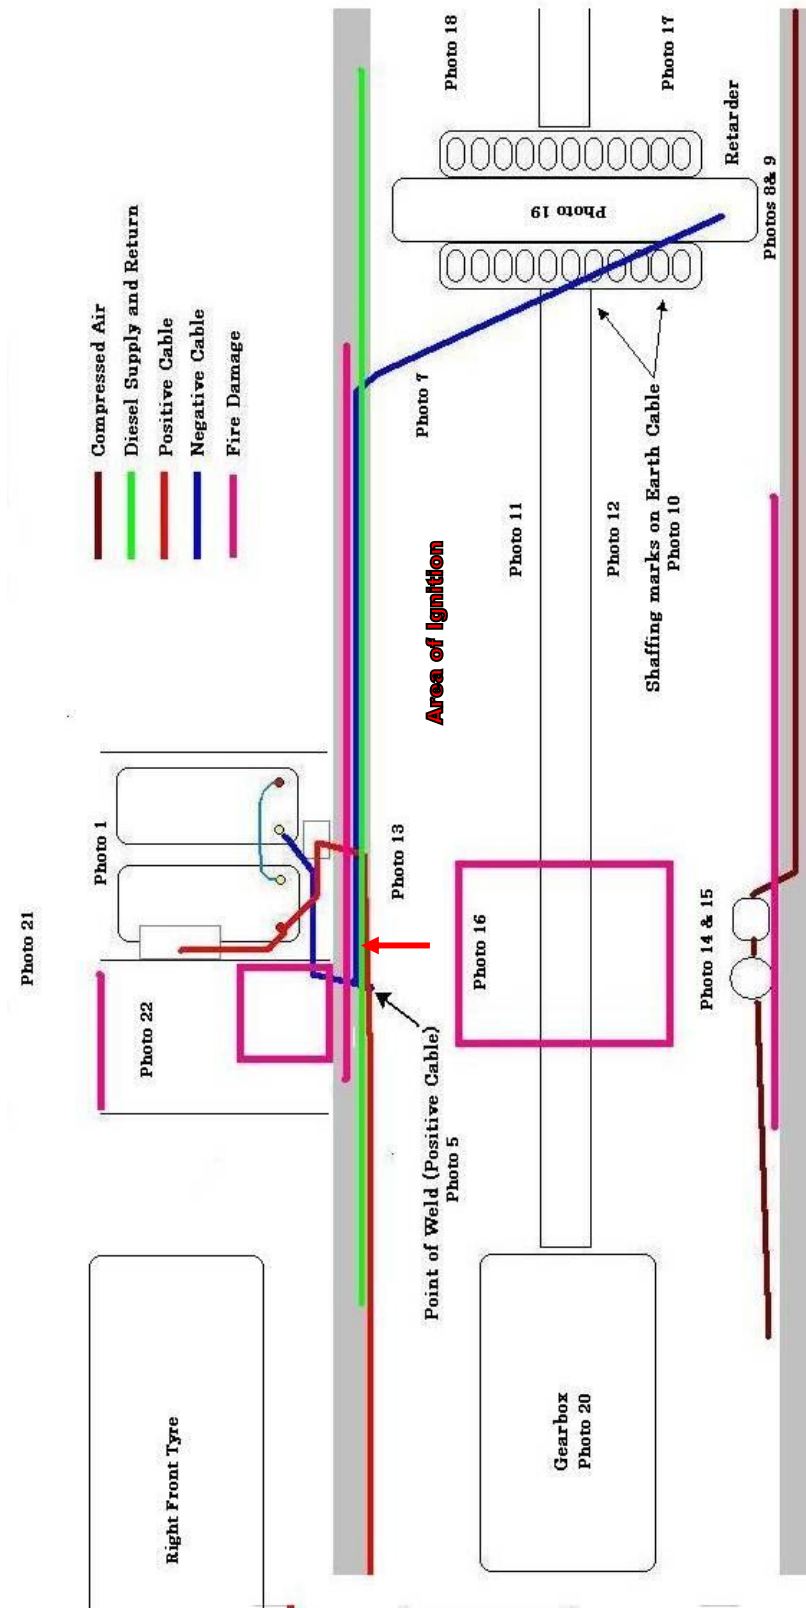 Photo 21
Photo 1
Photo 22
Right Front Tyre
Compressed Air
Diesel Supply and Return
Positive Cable
Negative Cable
Fire Damage
Photo 13
Photo 7
Area of Ignition
Point of Weld (Positive Cable)
Photo 5
Photo 18
Photo 16
Photo 11
Photo 19
Gearbox
Photo 20
Photo 12
Shaffing marks on Earth Cable
Photo 10
Photo 17
Photo 14 & 15
Retarder
Photos 8& 9